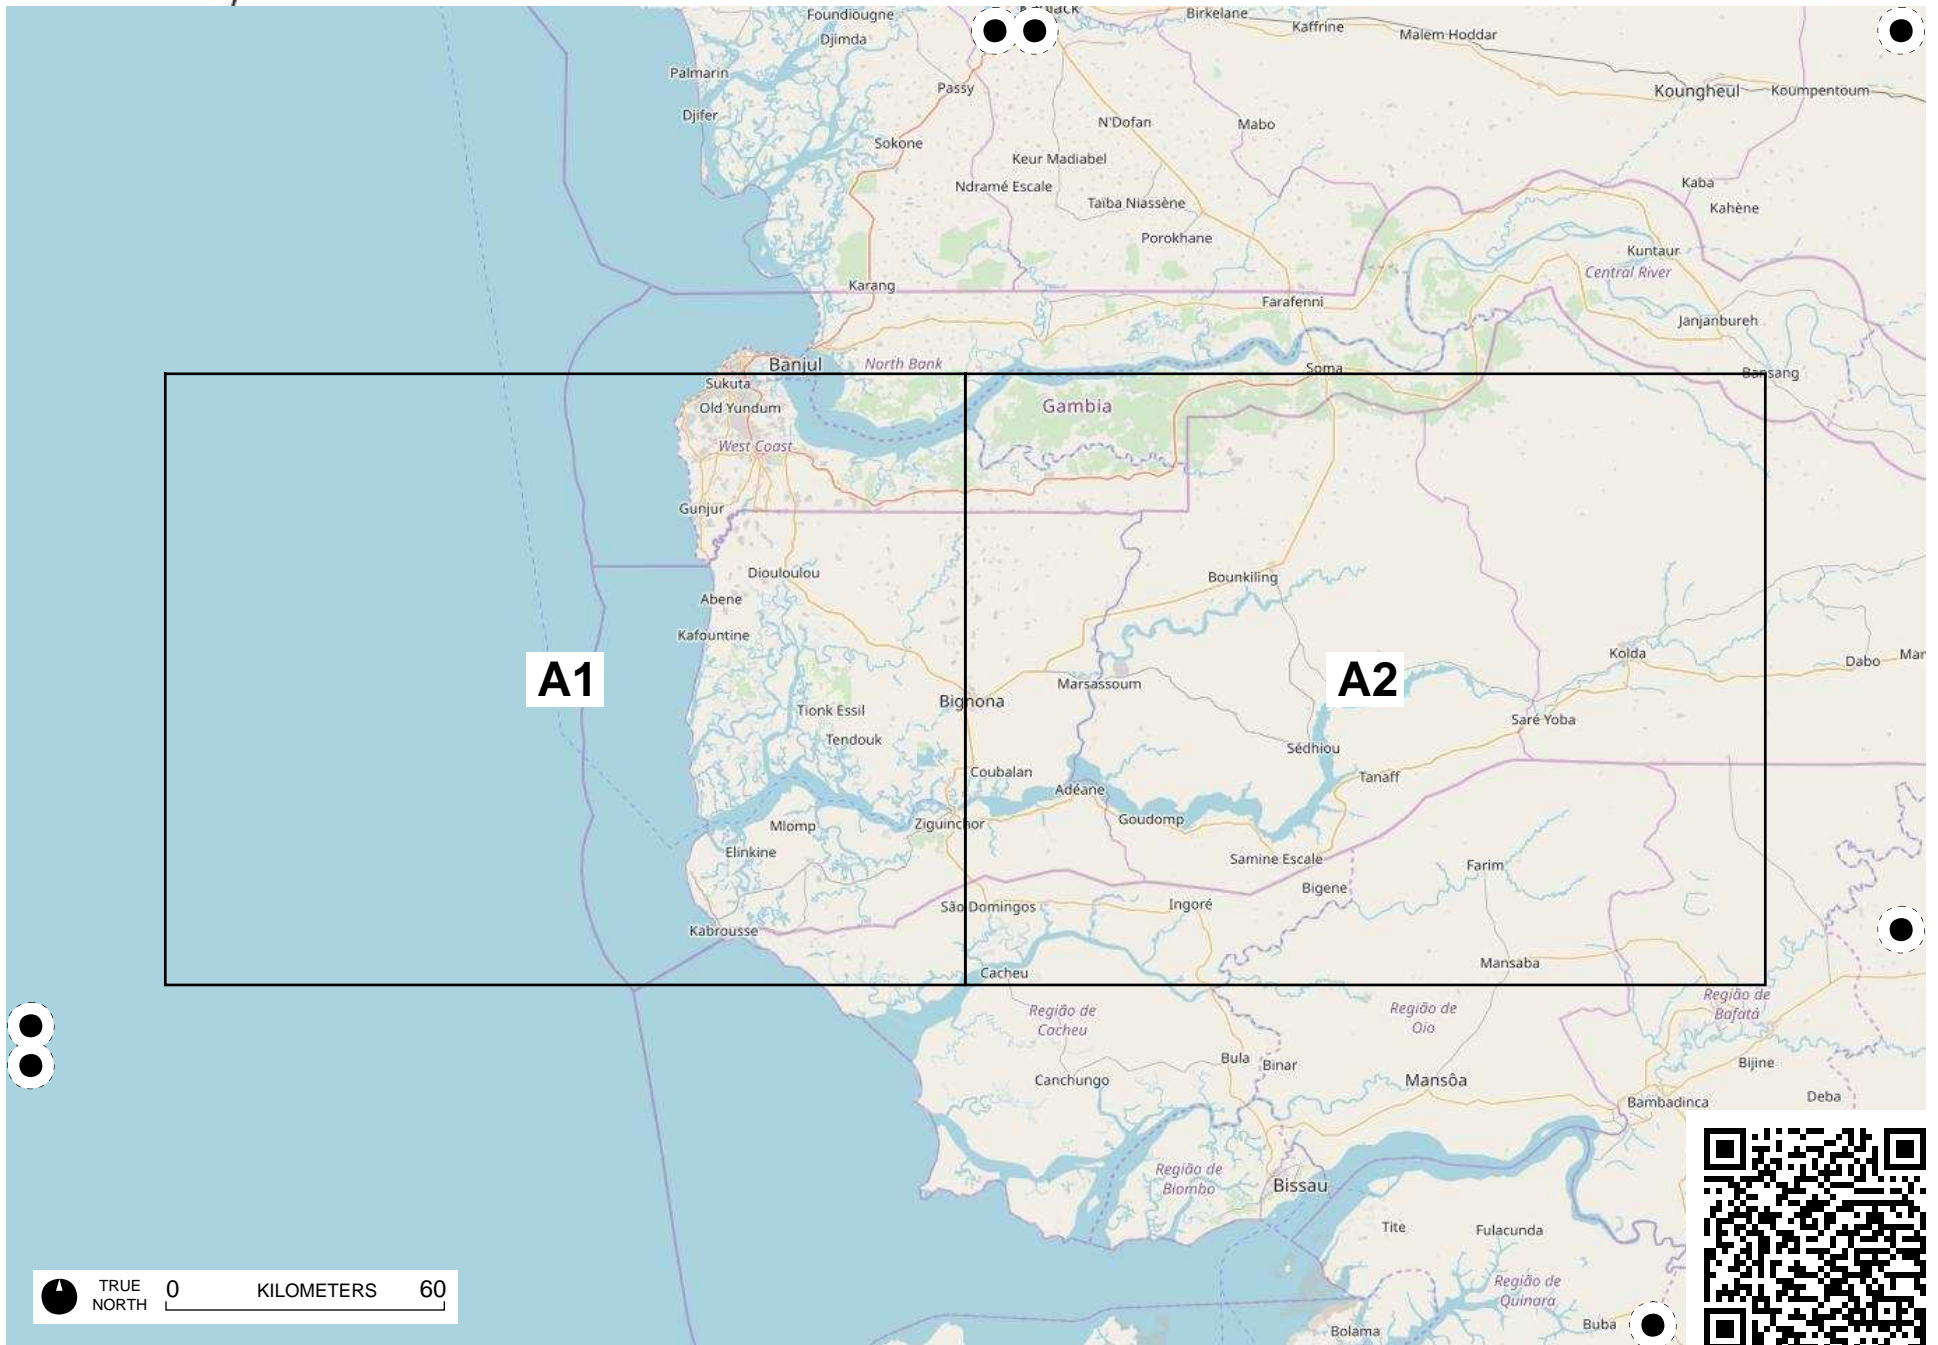 Foundiougne
Birkelane
Djimda
Kaffrine
Malem Hoddar
Palmarin
Passy
Koungheul
Koumpentoum
Djifer
N'Dofan
Mabo
Sokone
Keur Madiabel
Ndramé Escale
Kaba
Taïba Niassène
Kahène
Porokhane
Kuntaur
Central River
Karang
Farafenni
Janjanbureh
Banjul
North Bank
Soma
Bansang
Sukuta
Old Yundum
Gambia
West Coast
Gunjur
Diouloulou
Bounkiling
Abene
Kafountine
Kolda
Dabo
A1
A2
Marsassoum
Bignona
Tionk Essil
Saré Yoba
Tendouk
Sédhiou
Coubalan
Tanaff
Adéane
Mlomp
Ziguinchor
Goudomp
Elinkine
Samine Escale
Farim
Bigene
São Domingos
Ingoré
Kabrousse
Mansaba
Cacheu
Região de
Cacheu
Região de
Oio
Região de
Bafatá
Bula
Binar
Bijine
Canchungo
Mansôa
Deba
Bambadinca
Região de
Biombo
Bissau
Tite
Fulacunda
Região de
Quinara
Buba
Bolama
TRUE
NORTH
0 KILOMETERS 60